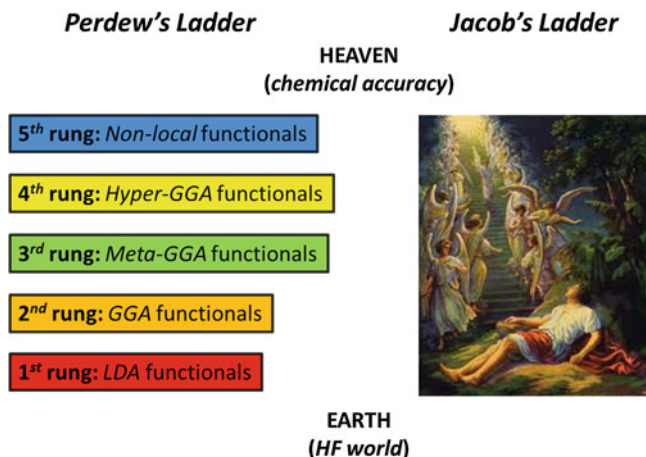 Perdew's Ladder
Jacob's Ladder
HEAVEN
(chemical accuracy)
5th rung: Non-local functionals
4th rung: Hyper-GGA functionals
3rd rung: Meta-GGA functionals
2nd rung: GGA functionals
1st rung: LDA functionals
EARTH
(HF world)